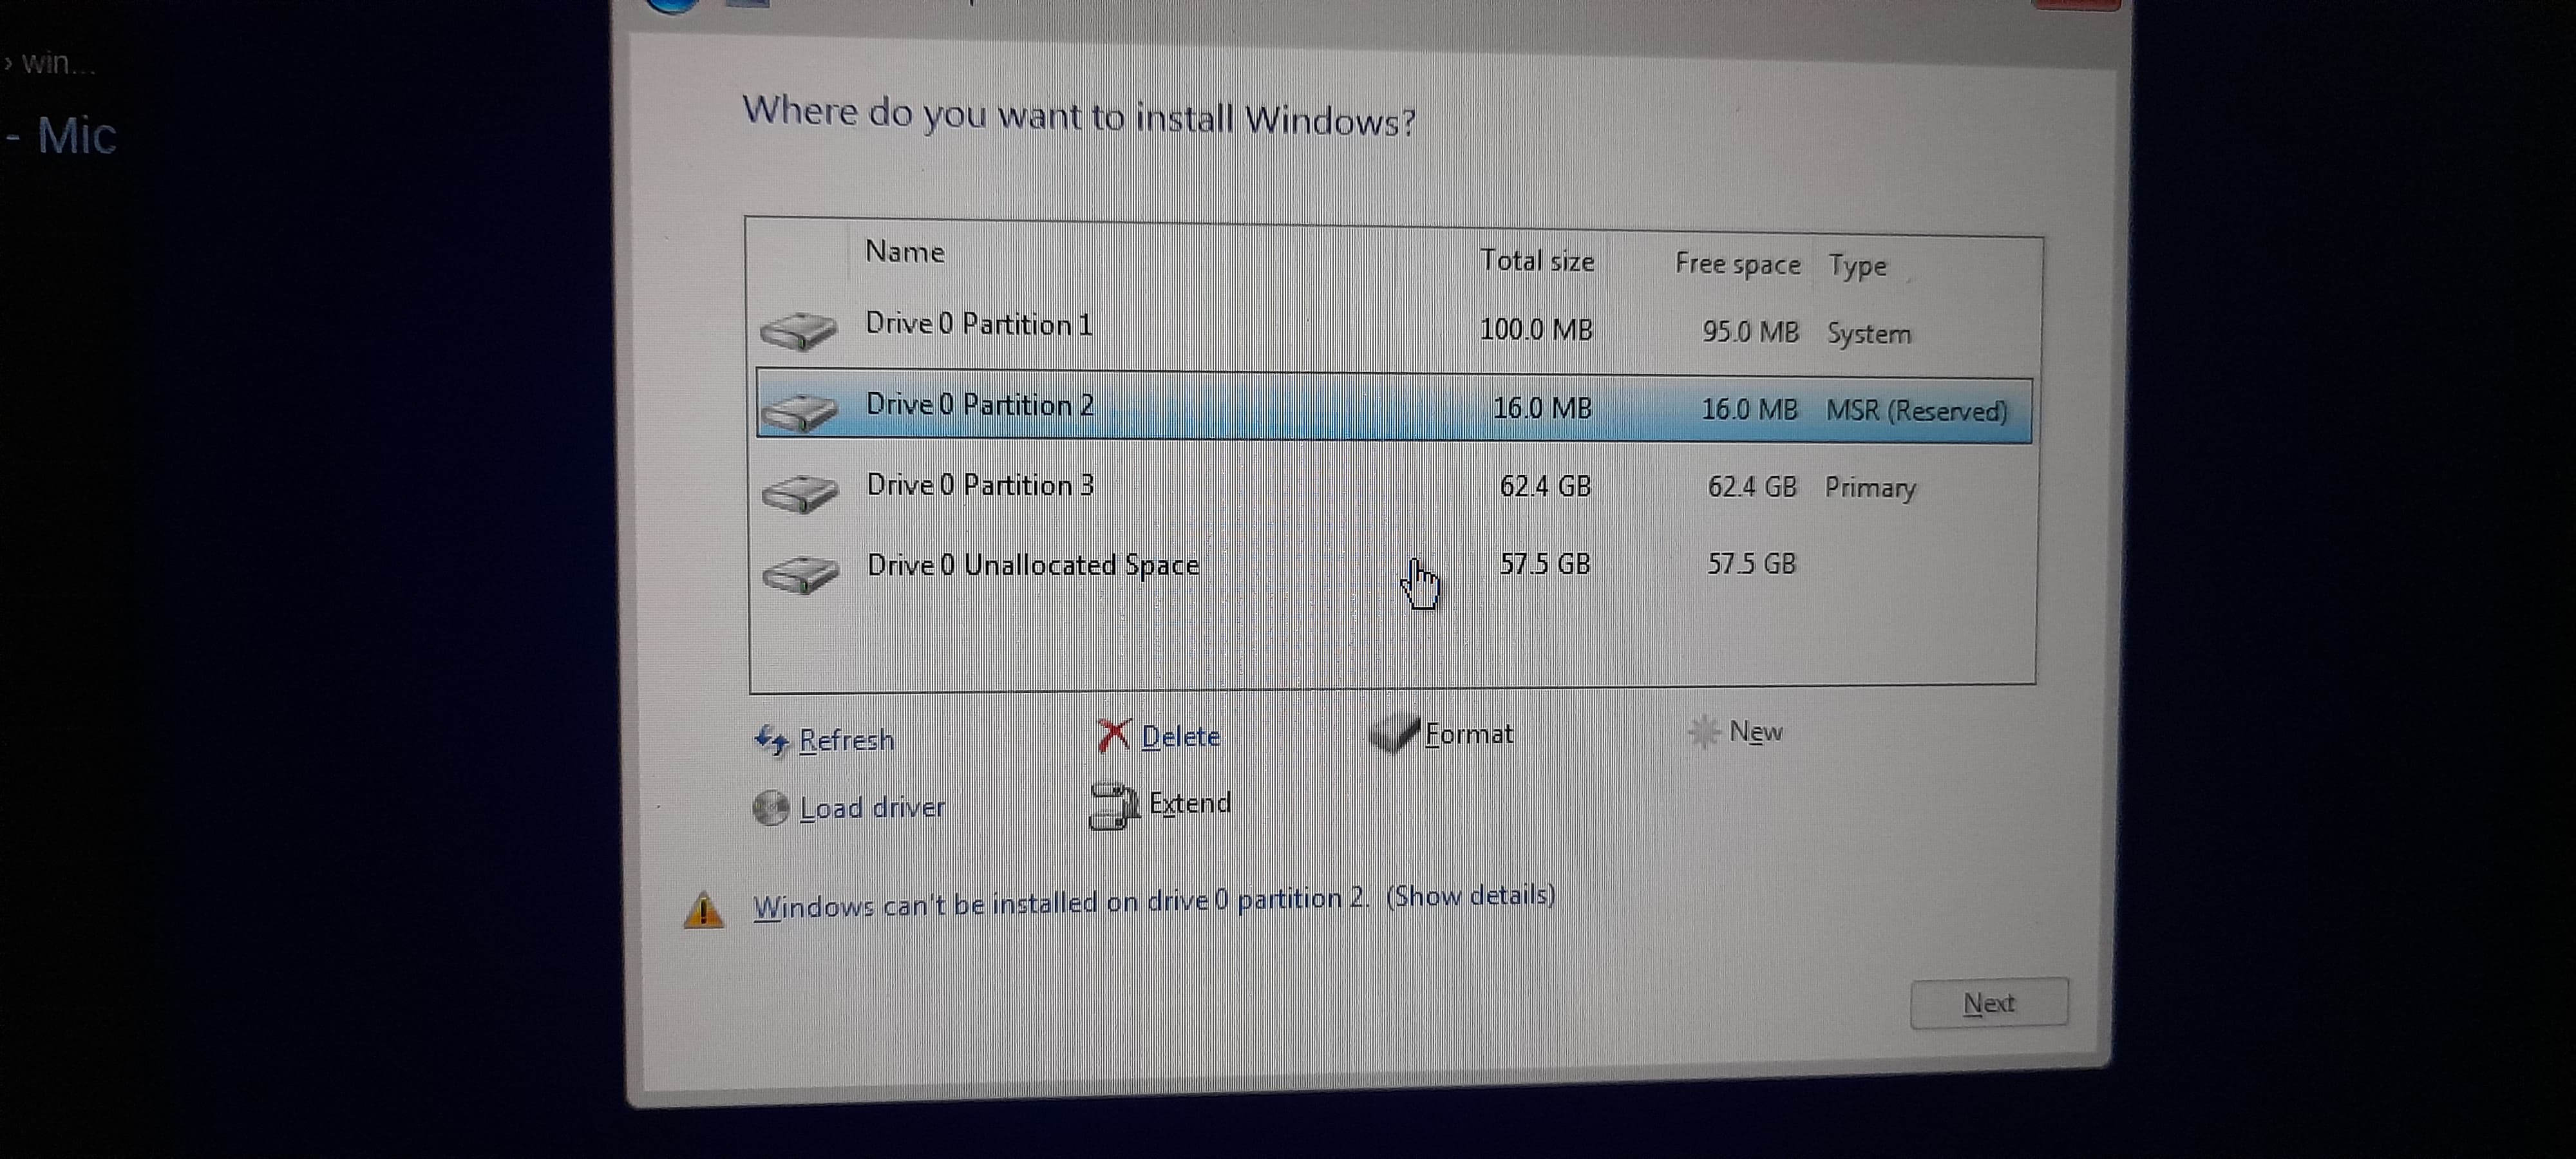 › win...
- Mic
Where do you want to install Windows?
Name Total size Free space Type
Drive 0 Partition 1 100.0 MB 95.0 MB System
Drive 0 Partition 2 16.0 MB 16.0 MB MSR (Reserved)
Drive 0 Partition 3 62.4 GB 62.4 GB Primary
Drive 0 Unallocated Space 57.5 GB 57.5 GB
Refresh Delete Format New
Load driver Extend
Windows can't be installed on drive 0 partition 2. (Show details)
Next